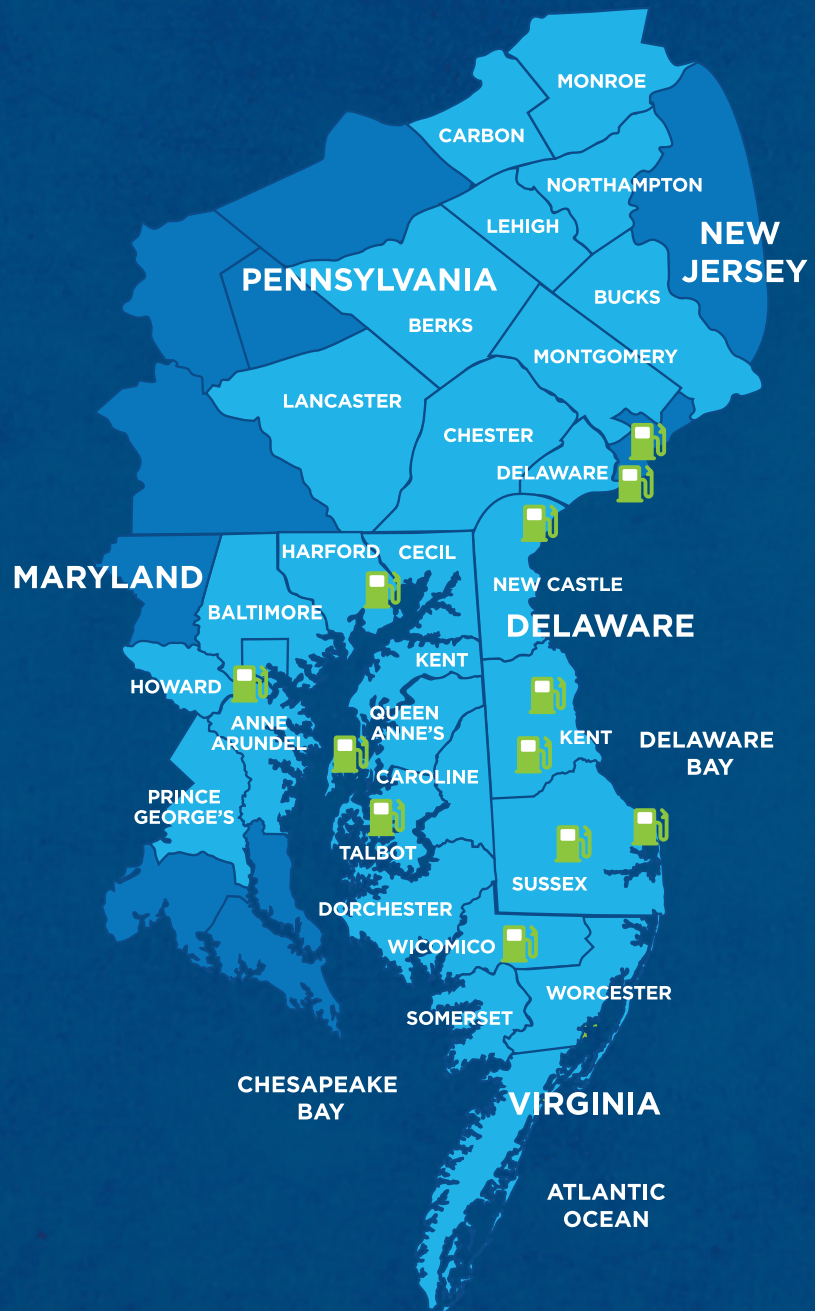 MONROE
CARBON
NORTHAMPTON
LEHIGH
NEW
JERSEY
PENNSYLVANIA
BUCKS
BERKS
MONTGOMERY
LANCASTER
CHESTER
DELAWARE
HARFORD
CECIL
MARYLAND
NEW CASTLE
BALTIMORE
DELAWARE
KENT
HOWARD
QUEEN
ANNE'S
ANNE
ARUNDEL
KENT
DELAWARE
BAY
CAROLINE
PRINCE
GEORGE'S
TALBOT
SUSSEX
DORCHESTER
WICOMICO
WORCESTER
SOMERSET
CHESAPEAKE
BAY
VIRGINIA
ATLANTIC
OCEAN